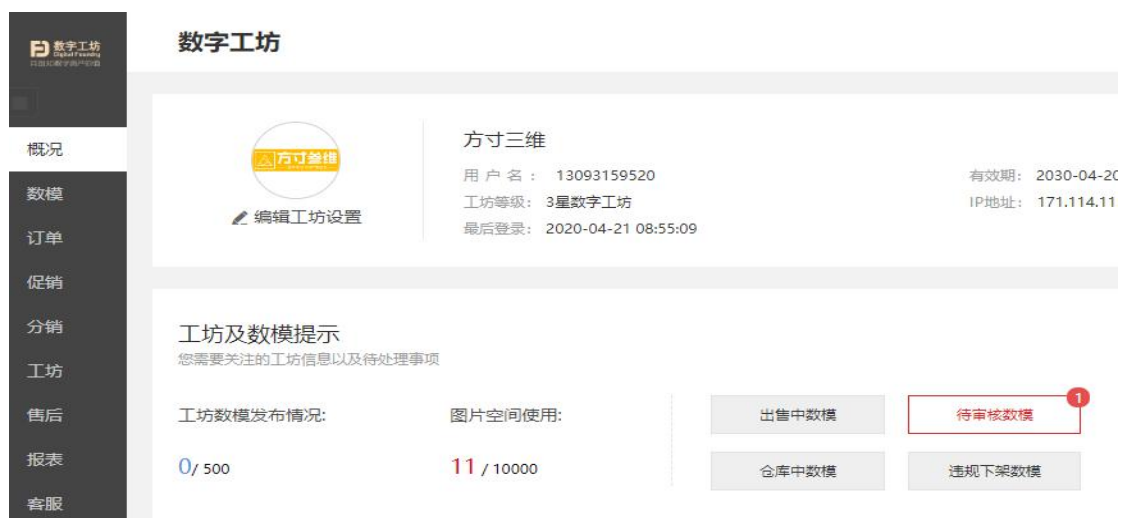 数字工坊
Digital Foundry
数字工坊
概况
数模
订单
促销
分销
工坊
售后
报表
客服
方寸叁维
编辑工坊设置
方寸三维
用 户 名 : 13093159520
有效期: 2030-04-20
工坊等级: 3星数字工坊
IP地址: 171.114.11
最后登录: 2020-04-21 08:55:09
工坊及数模提示
您需要关注的工坊信息以及待处理事项
工坊数模发布情况:
图片空间使用:
0/ 500
11 / 10000
出售中数模
待审核数模
1
仓库中数模
违规下架数模